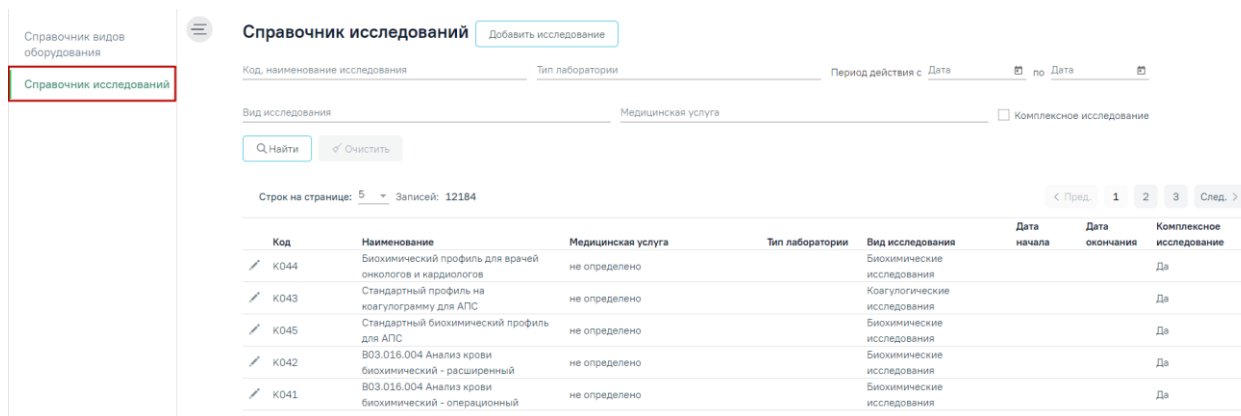 Справочник видов
оборудования
Справочник исследований
Справочник исследований Добавить исследование
Код, наименование исследования Тип лаборатории Период действия с Дата по Дата
Вид исследования Медицинская услуга Комплексное исследование
Найти Очистить
Строк на странице: 5 Записей: 12184 < Пред. 1 2 3 След. >
Дата Дата Комплексное
Код Наименование Медицинская услуга Тип лаборатории Вид исследования начала окончания исследование
Биохимический профиль для врачей Биохимические
K044 не определено Да
онкологов и кардиологов исследования
Стандартный профиль на Коагулогические
K043 не определено Да
коагулограмму для АПС исследования
Стандартный биохимический профиль Биохимические
K045 не определено Да
для АПС исследования
B03.016.004 Анализ крови Биохимические
K042 не определено Да
биохимический - расширенный исследования
B03.016.004 Анализ крови Биохимические
K041 не определено Да
биохимический - операционный исследования